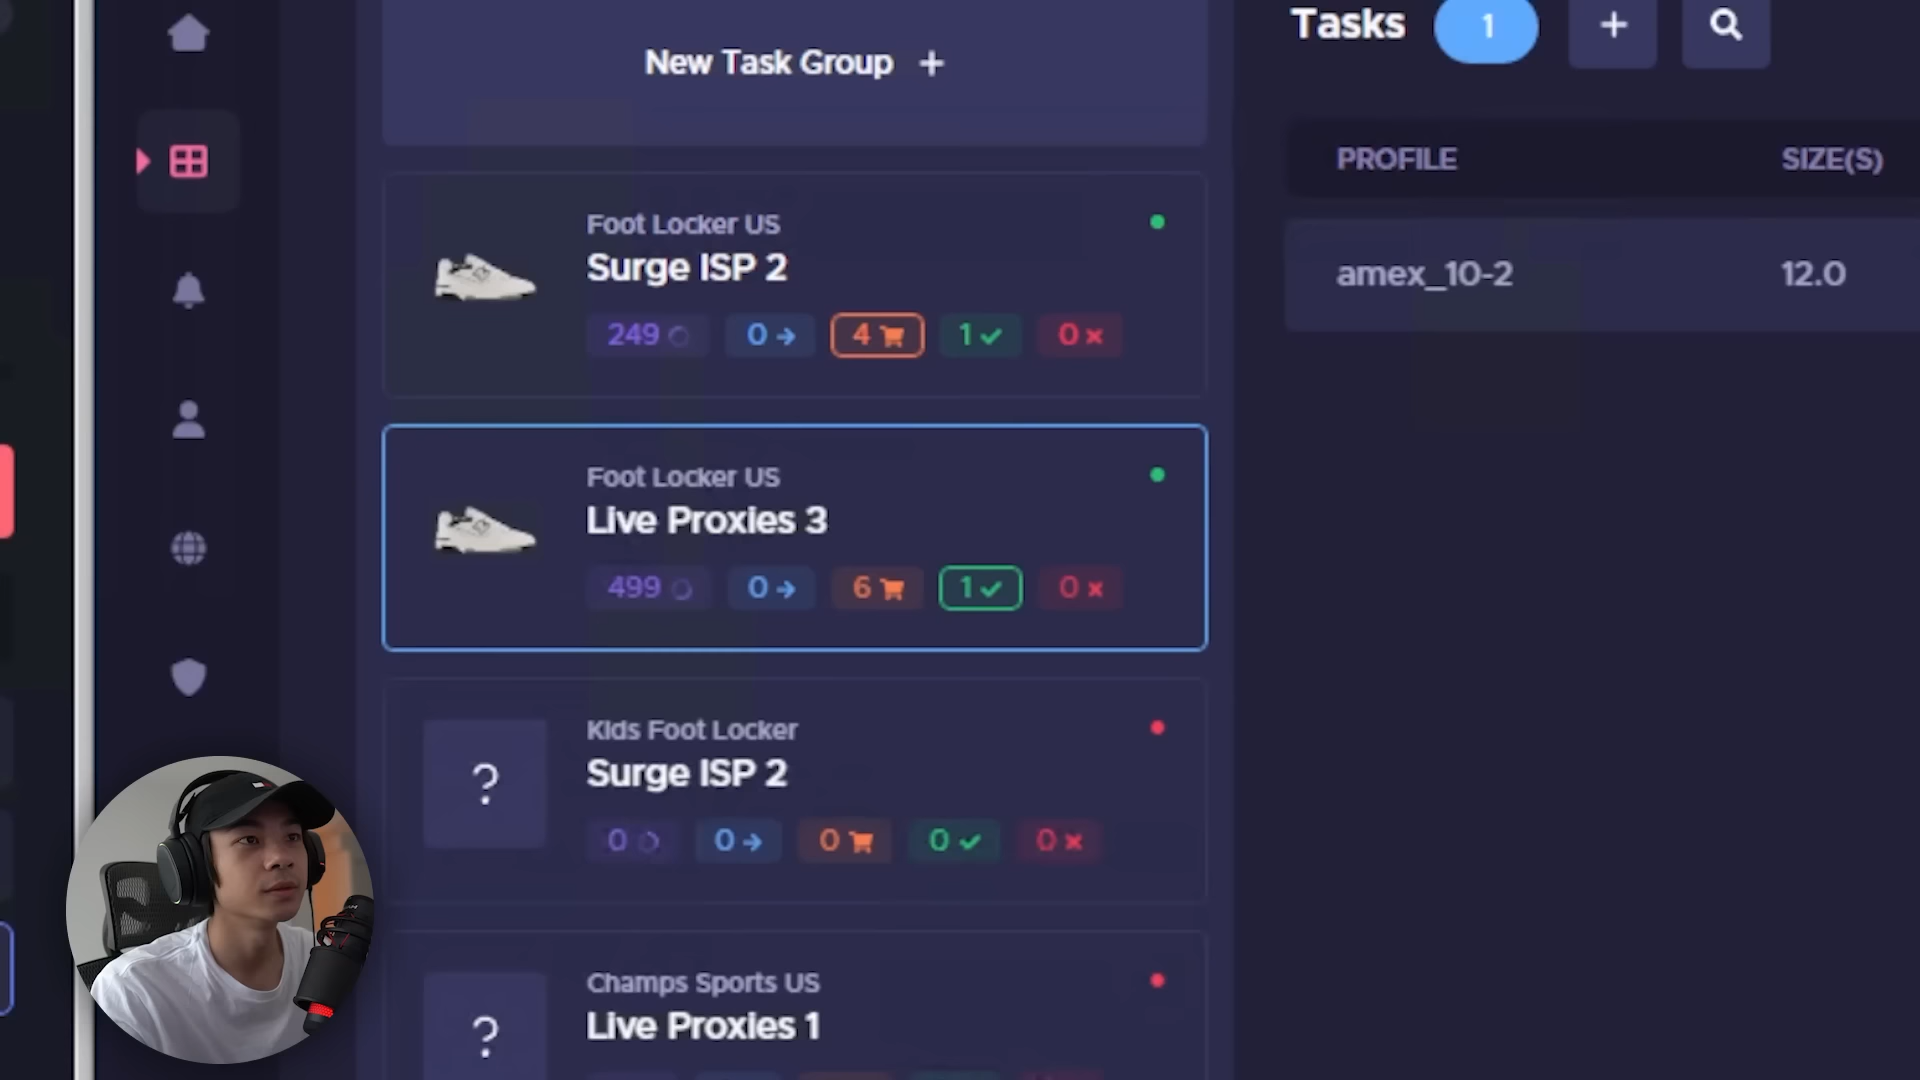 New Task Group +
Foot Locker US
Surge ISP 2
249 0 4 1 0
Foot Locker US
Live Proxies 3
499 0 6 1 0
Kids Foot Locker
? Surge ISP 2
0 0 0 0 0
Champs Sports US
? Live Proxies 1
Tasks 1 +
PROFILE SIZE(S)
amex_10-2 12.0